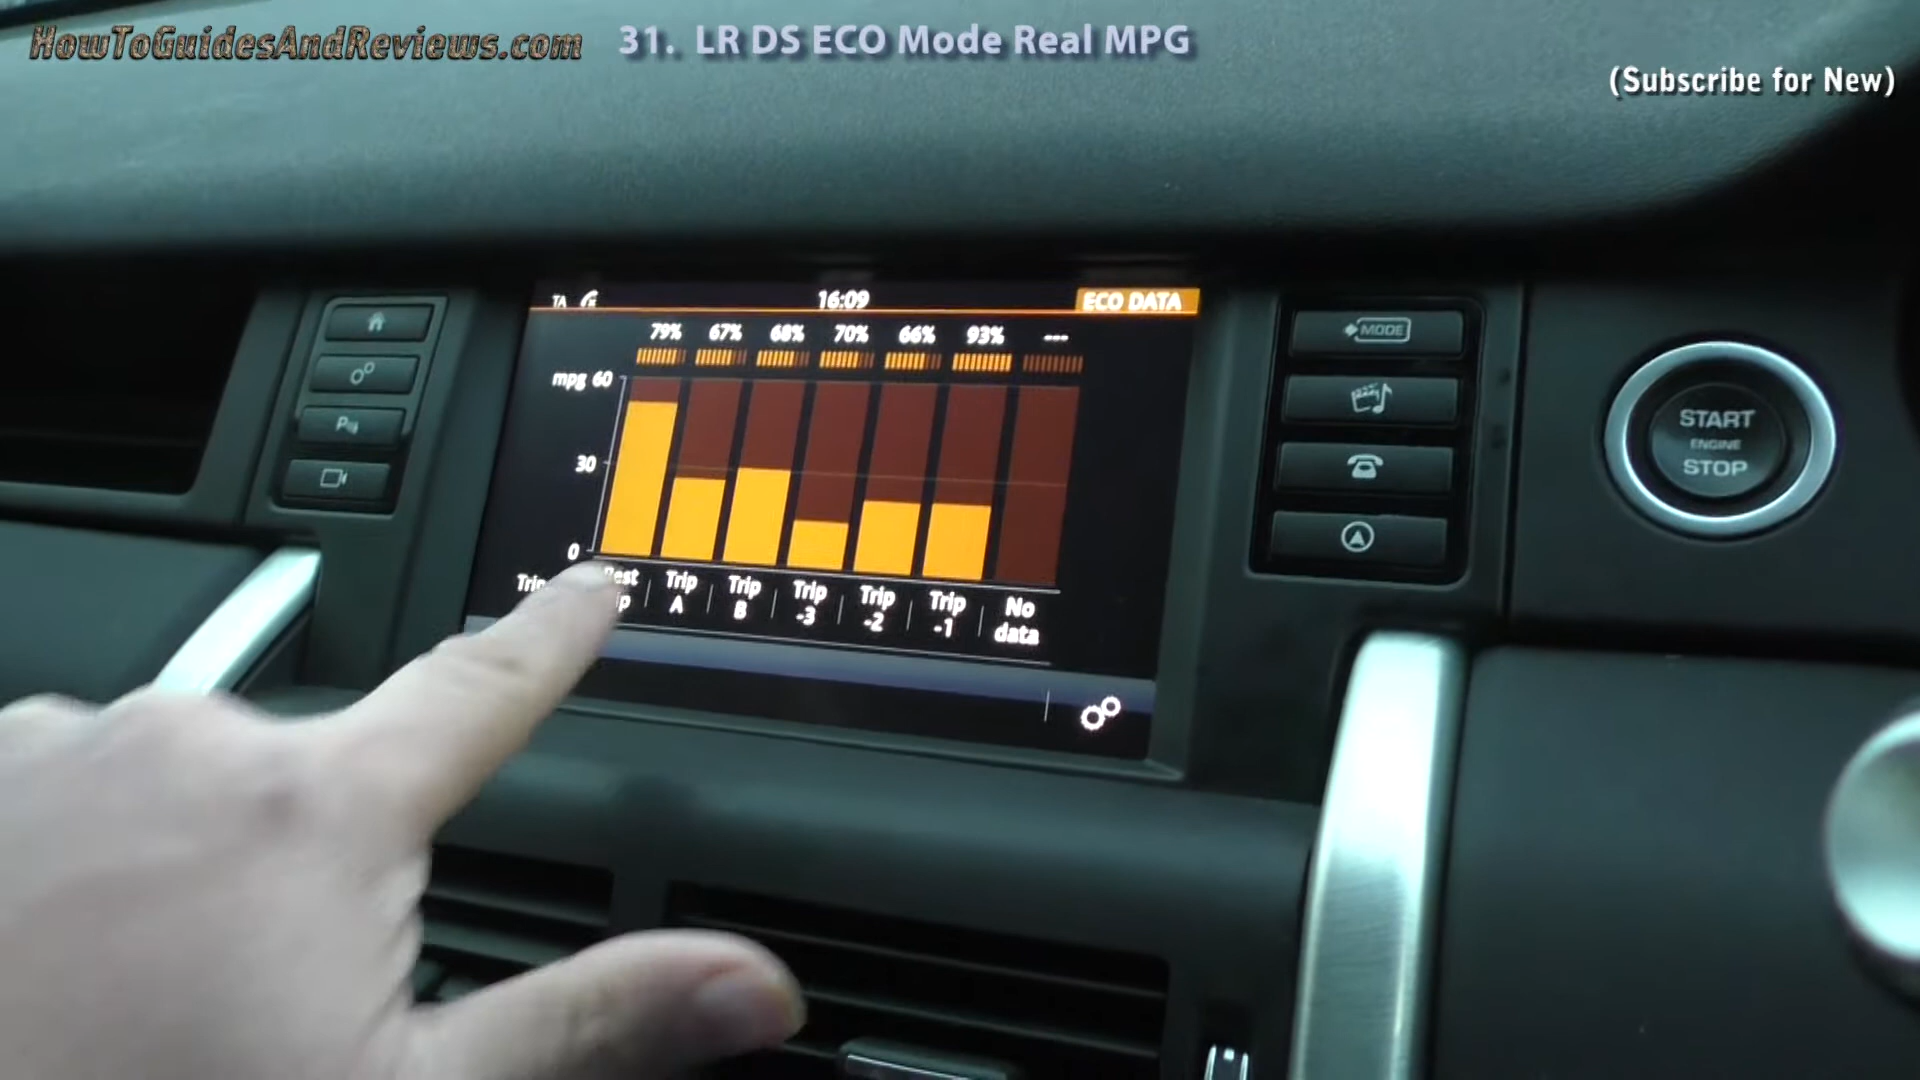 HowToGuidesAndReviews.com
31. LR DS ECO Mode Real MPG
(Subscribe for New)
TA
16:09
ECO DATA
79% 67% 68% 70% 66% 93% ---
mpg 60
30
0
Trip
A
Trip
B
Trip
-3
Trip
-2
Trip
-1
No
data
MODE
START
ENGINE
STOP